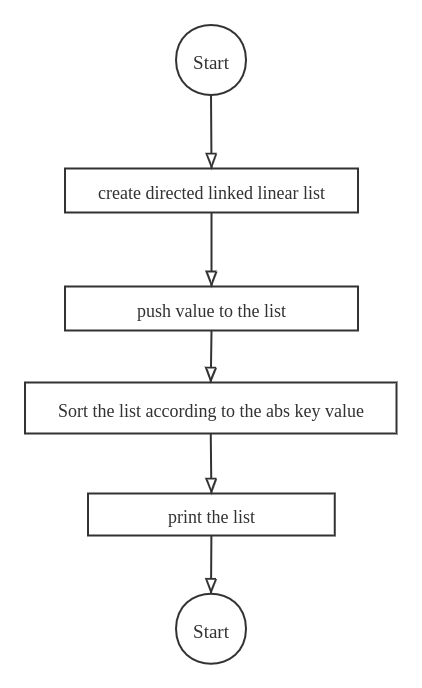 Start
create directed linked linear list
push value to the list
Sort the list according to the abs key value
print the list
Start